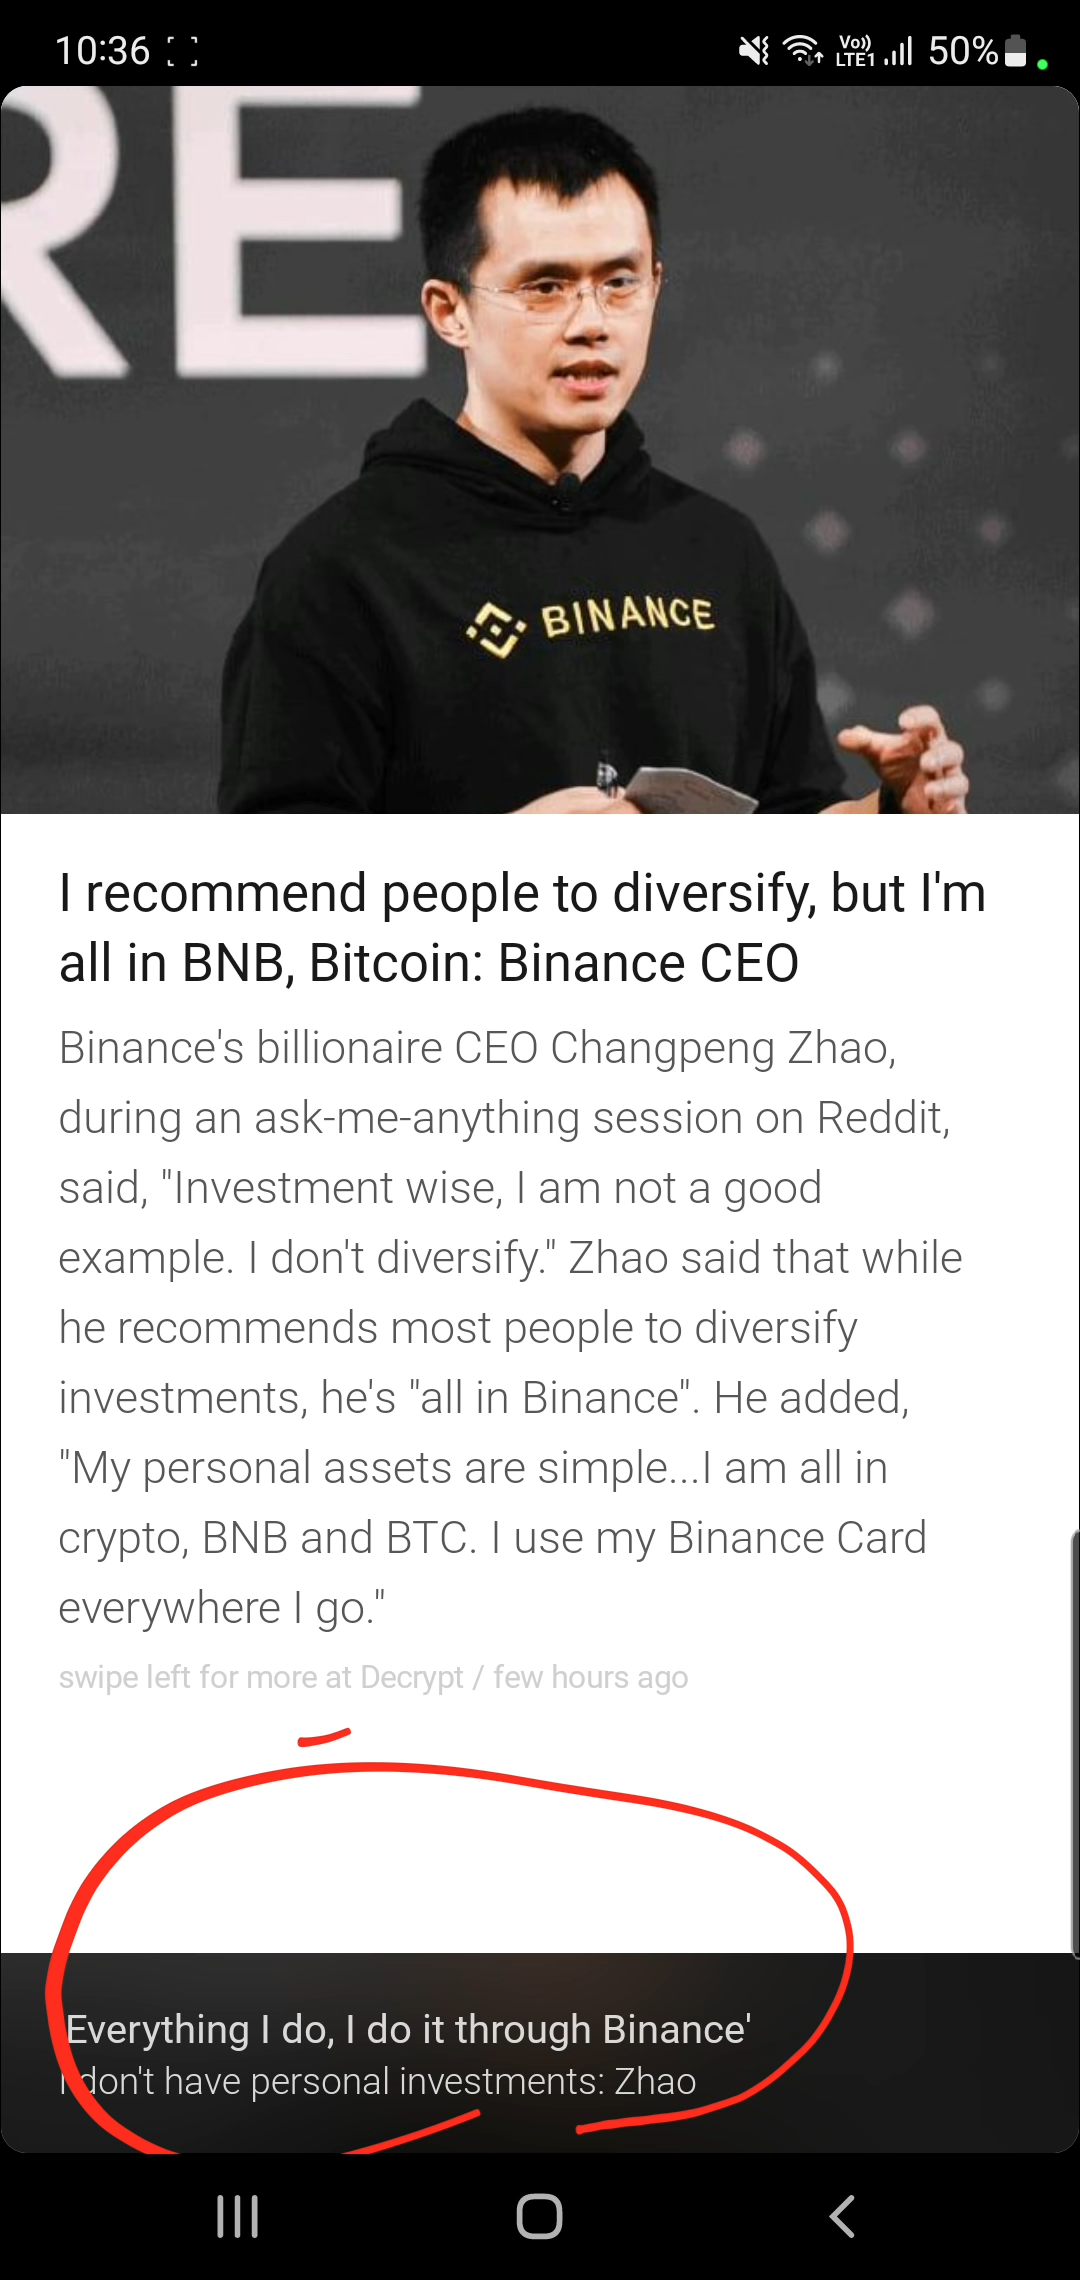 10:36
Vo)) LTE1 50%
RE
BINANCE
I recommend people to diversify, but I'm
all in BNB, Bitcoin: Binance CEO
Binance's billionaire CEO Changpeng Zhao,
during an ask-me-anything session on Reddit,
said, "Investment wise, I am not a good
example. I don't diversify." Zhao said that while
he recommends most people to diversify
investments, he's "all in Binance". He added,
"My personal assets are simple...I am all in
crypto, BNB and BTC. I use my Binance Card
everywhere I go."
swipe left for more at Decrypt / few hours ago
Everything I do, I do it through Binance'
I don't have personal investments: Zhao